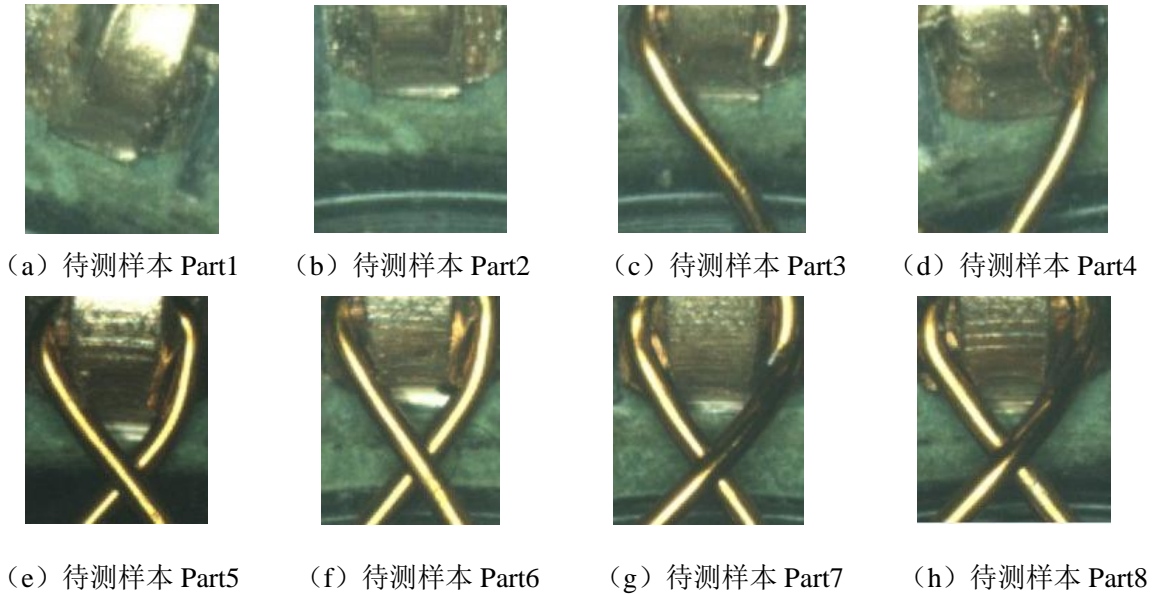 （a）待测样本 Part1 （b）待测样本 Part2 （c）待测样本 Part3 （d）待测样本 Part4
（e）待测样本 Part5 （f）待测样本 Part6 （g）待测样本 Part7 （h）待测样本 Part8